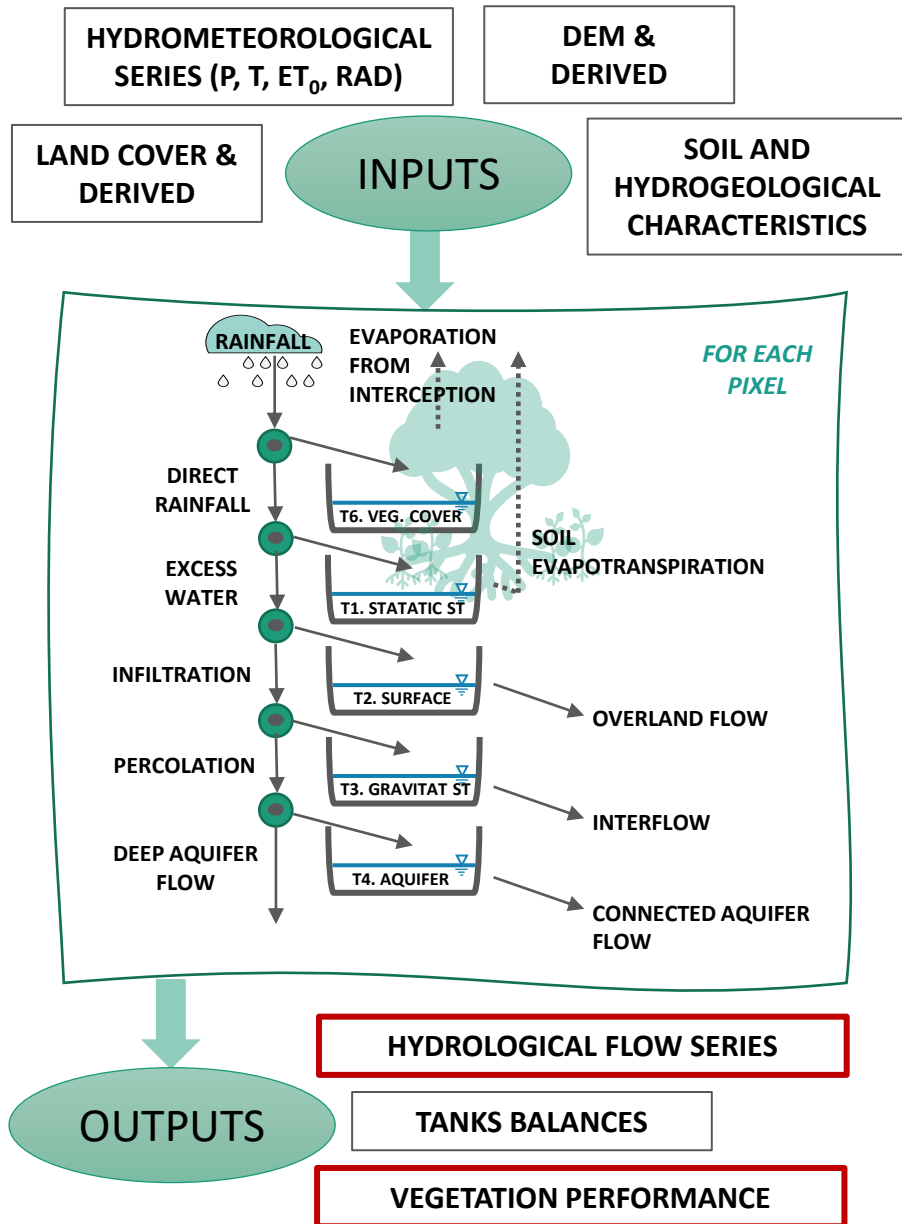 HYDROMETEOROLOGICAL
SERIES (P, T, ET₀, RAD)
DEM &
DERIVED
LAND COVER &
DERIVED
INPUTS
SOIL AND
HYDROGEOLOGICAL
CHARACTERISTICS
RAINFALL
EVAPORATION
FROM
INTERCEPTION
FOR EACH
PIXEL
DIRECT
RAINFALL
T6. VEG. COVER
SOIL
EVAPOTRANSPIRATION
EXCESS
WATER
T1. STATATIC ST
INFILTRATION
T2. SURFACE
OVERLAND FLOW
PERCOLATION
T3. GRAVITAT ST
INTERFLOW
DEEP AQUIFER
FLOW
T4. AQUIFER
CONNECTED AQUIFER
FLOW
HYDROLOGICAL FLOW SERIES
OUTPUTS
TANKS BALANCES
VEGETATION PERFORMANCE